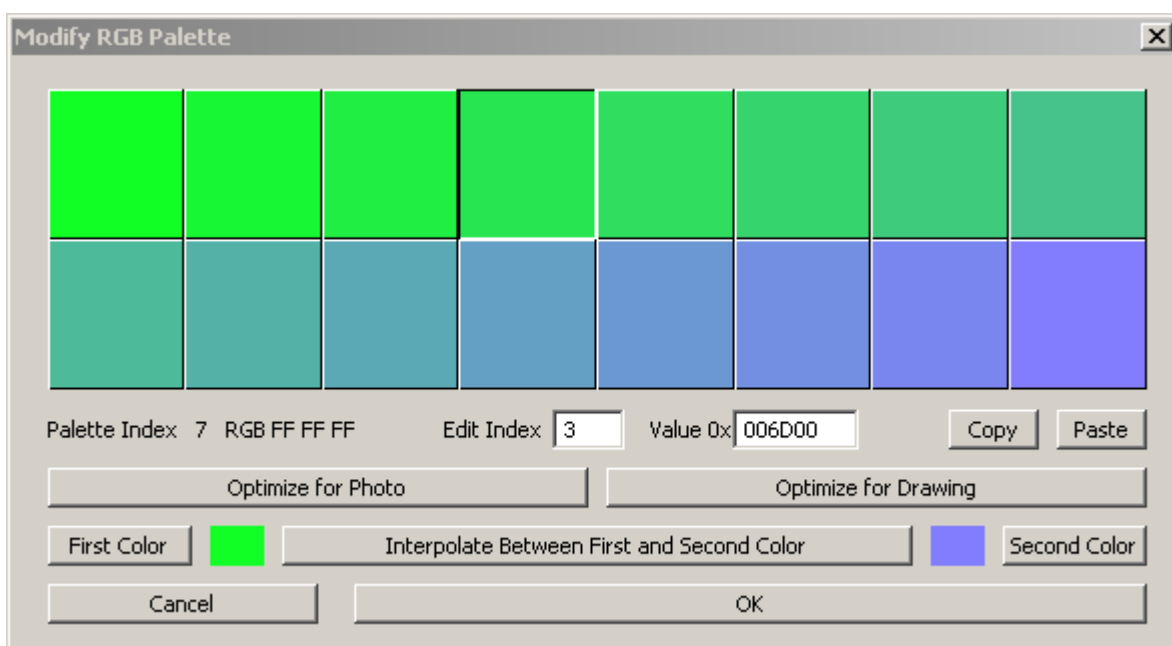 Modify RGB Palette
Palette Index 7 RGB FF FF FF Edit Index 3 Value 0x 006D00 Copy Paste
Optimize for Photo Optimize for Drawing
First Color Interpolate Between First and Second Color Second Color
Cancel OK